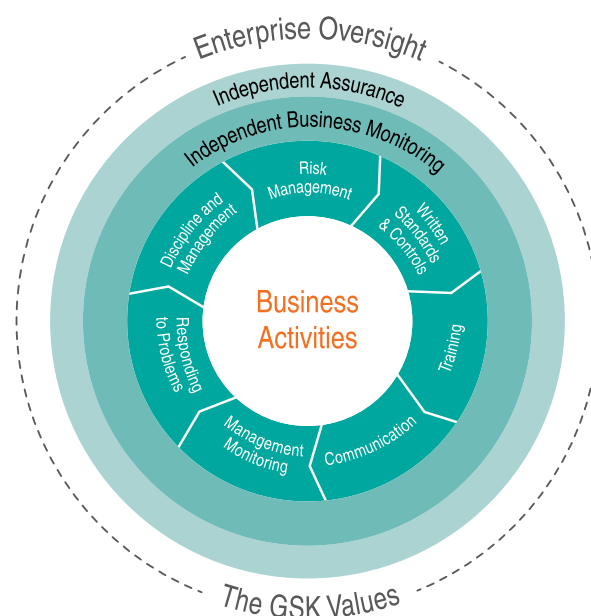 Enterprise Oversight
Independent Assurance
Independent Business Monitoring
Risk
Management
Written
Standards
& Controls
Training
Communication
Management
Monitoring
Responding
to Problems
Discipline and
Management
Business
Activities
The GSK Values